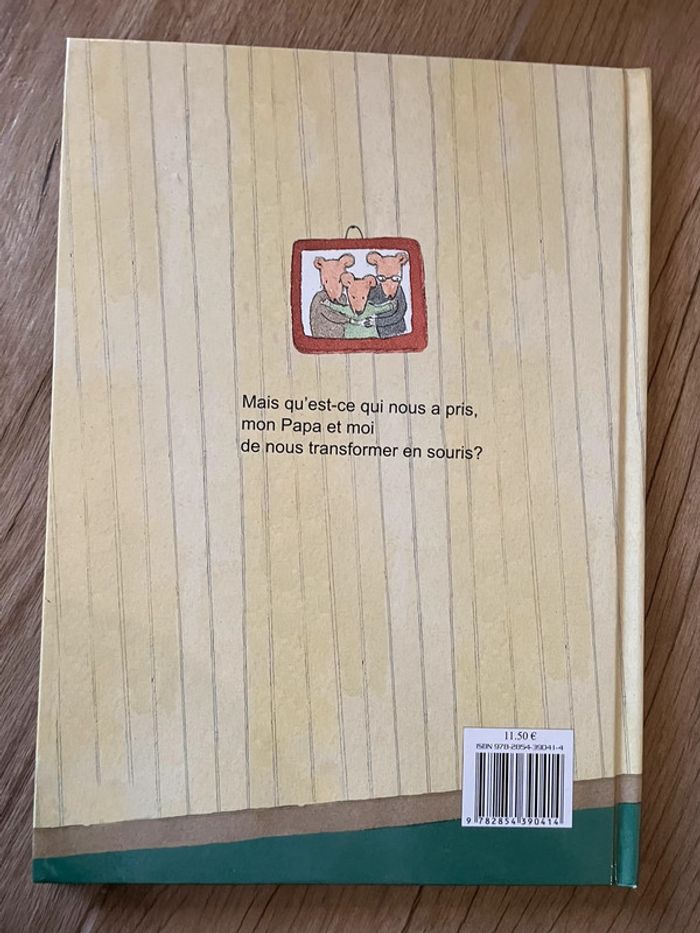 Mais qu'est-ce qui nous a pris,
mon Papa et moi
de nous transformer en souris?
11.50 €
ISBN 978-2854-39041-4
9 782854 390414